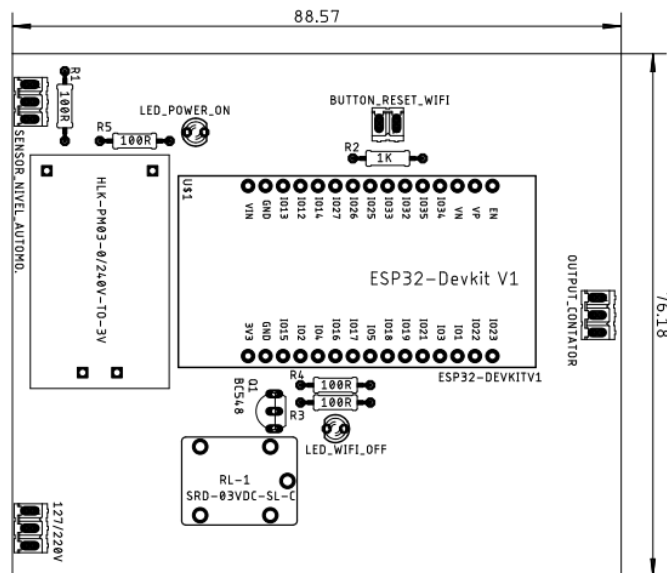 88.57
76.18
R1
100R
SENSOR_NIVEL_AUTOMO.
R5
100R
LED_POWER_ON
BUTTON_RESET_WIFI
R2
1K
HLK-PM03-0/240V-TO-3V
U$1
VIN
GND
IO13
IO12
IO14
IO27
IO26
IO25
IO33
IO32
IO35
IO34
VN
VP
EN
ESP32-Devkit V1
OUTPUT_CONTATOR
3V3
GND
IO15
IO2
IO4
IO16
IO17
IO5
IO18
IO19
IO21
IO3
IO1
IO22
IO23
ESP32-DEVKITV1
Q1
BC548
R4
100R
R3
100R
LED_WIFI_OFF
RL-1
SRD-03VDC-SL-C
127/220V